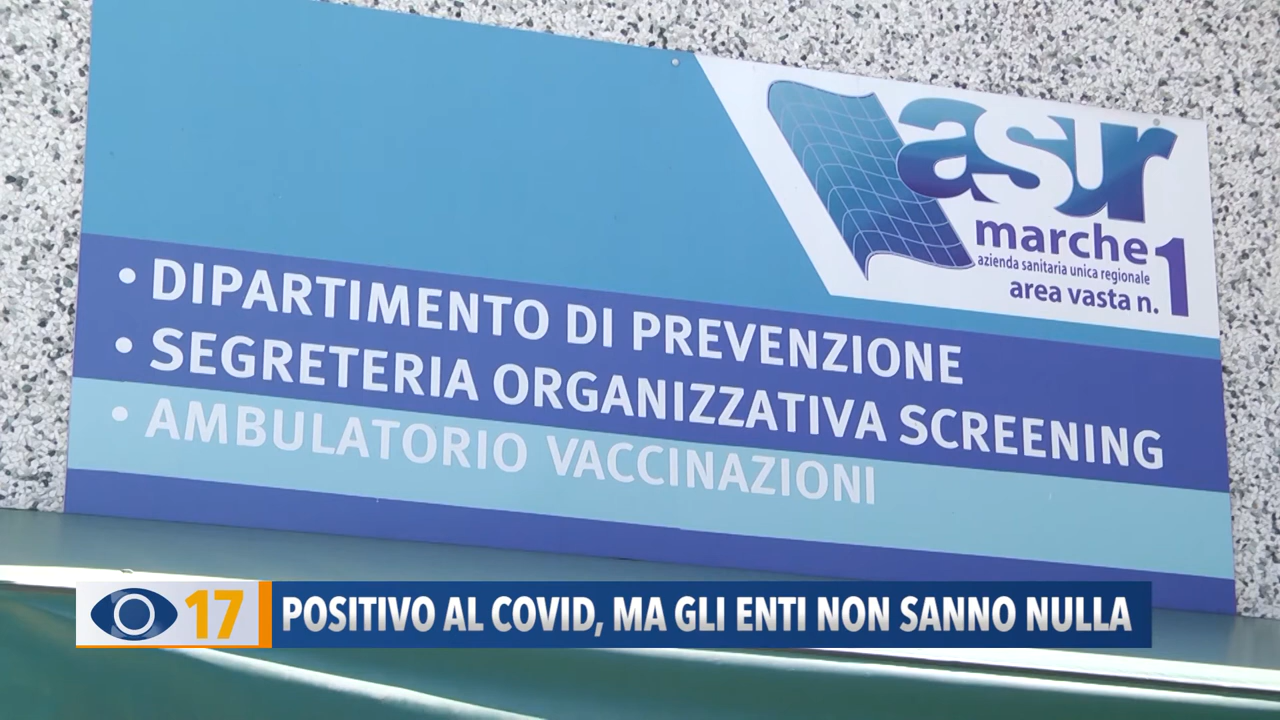 asur
marche 1
azienda sanitaria unica regionale
area vasta n.
• DIPARTIMENTO DI PREVENZIONE
• SEGRETERIA ORGANIZZATIVA SCREENING
• AMBULATORIO VACCINAZIONI
17 POSITIVO AL COVID, MA GLI ENTI NON SANNO NULLA